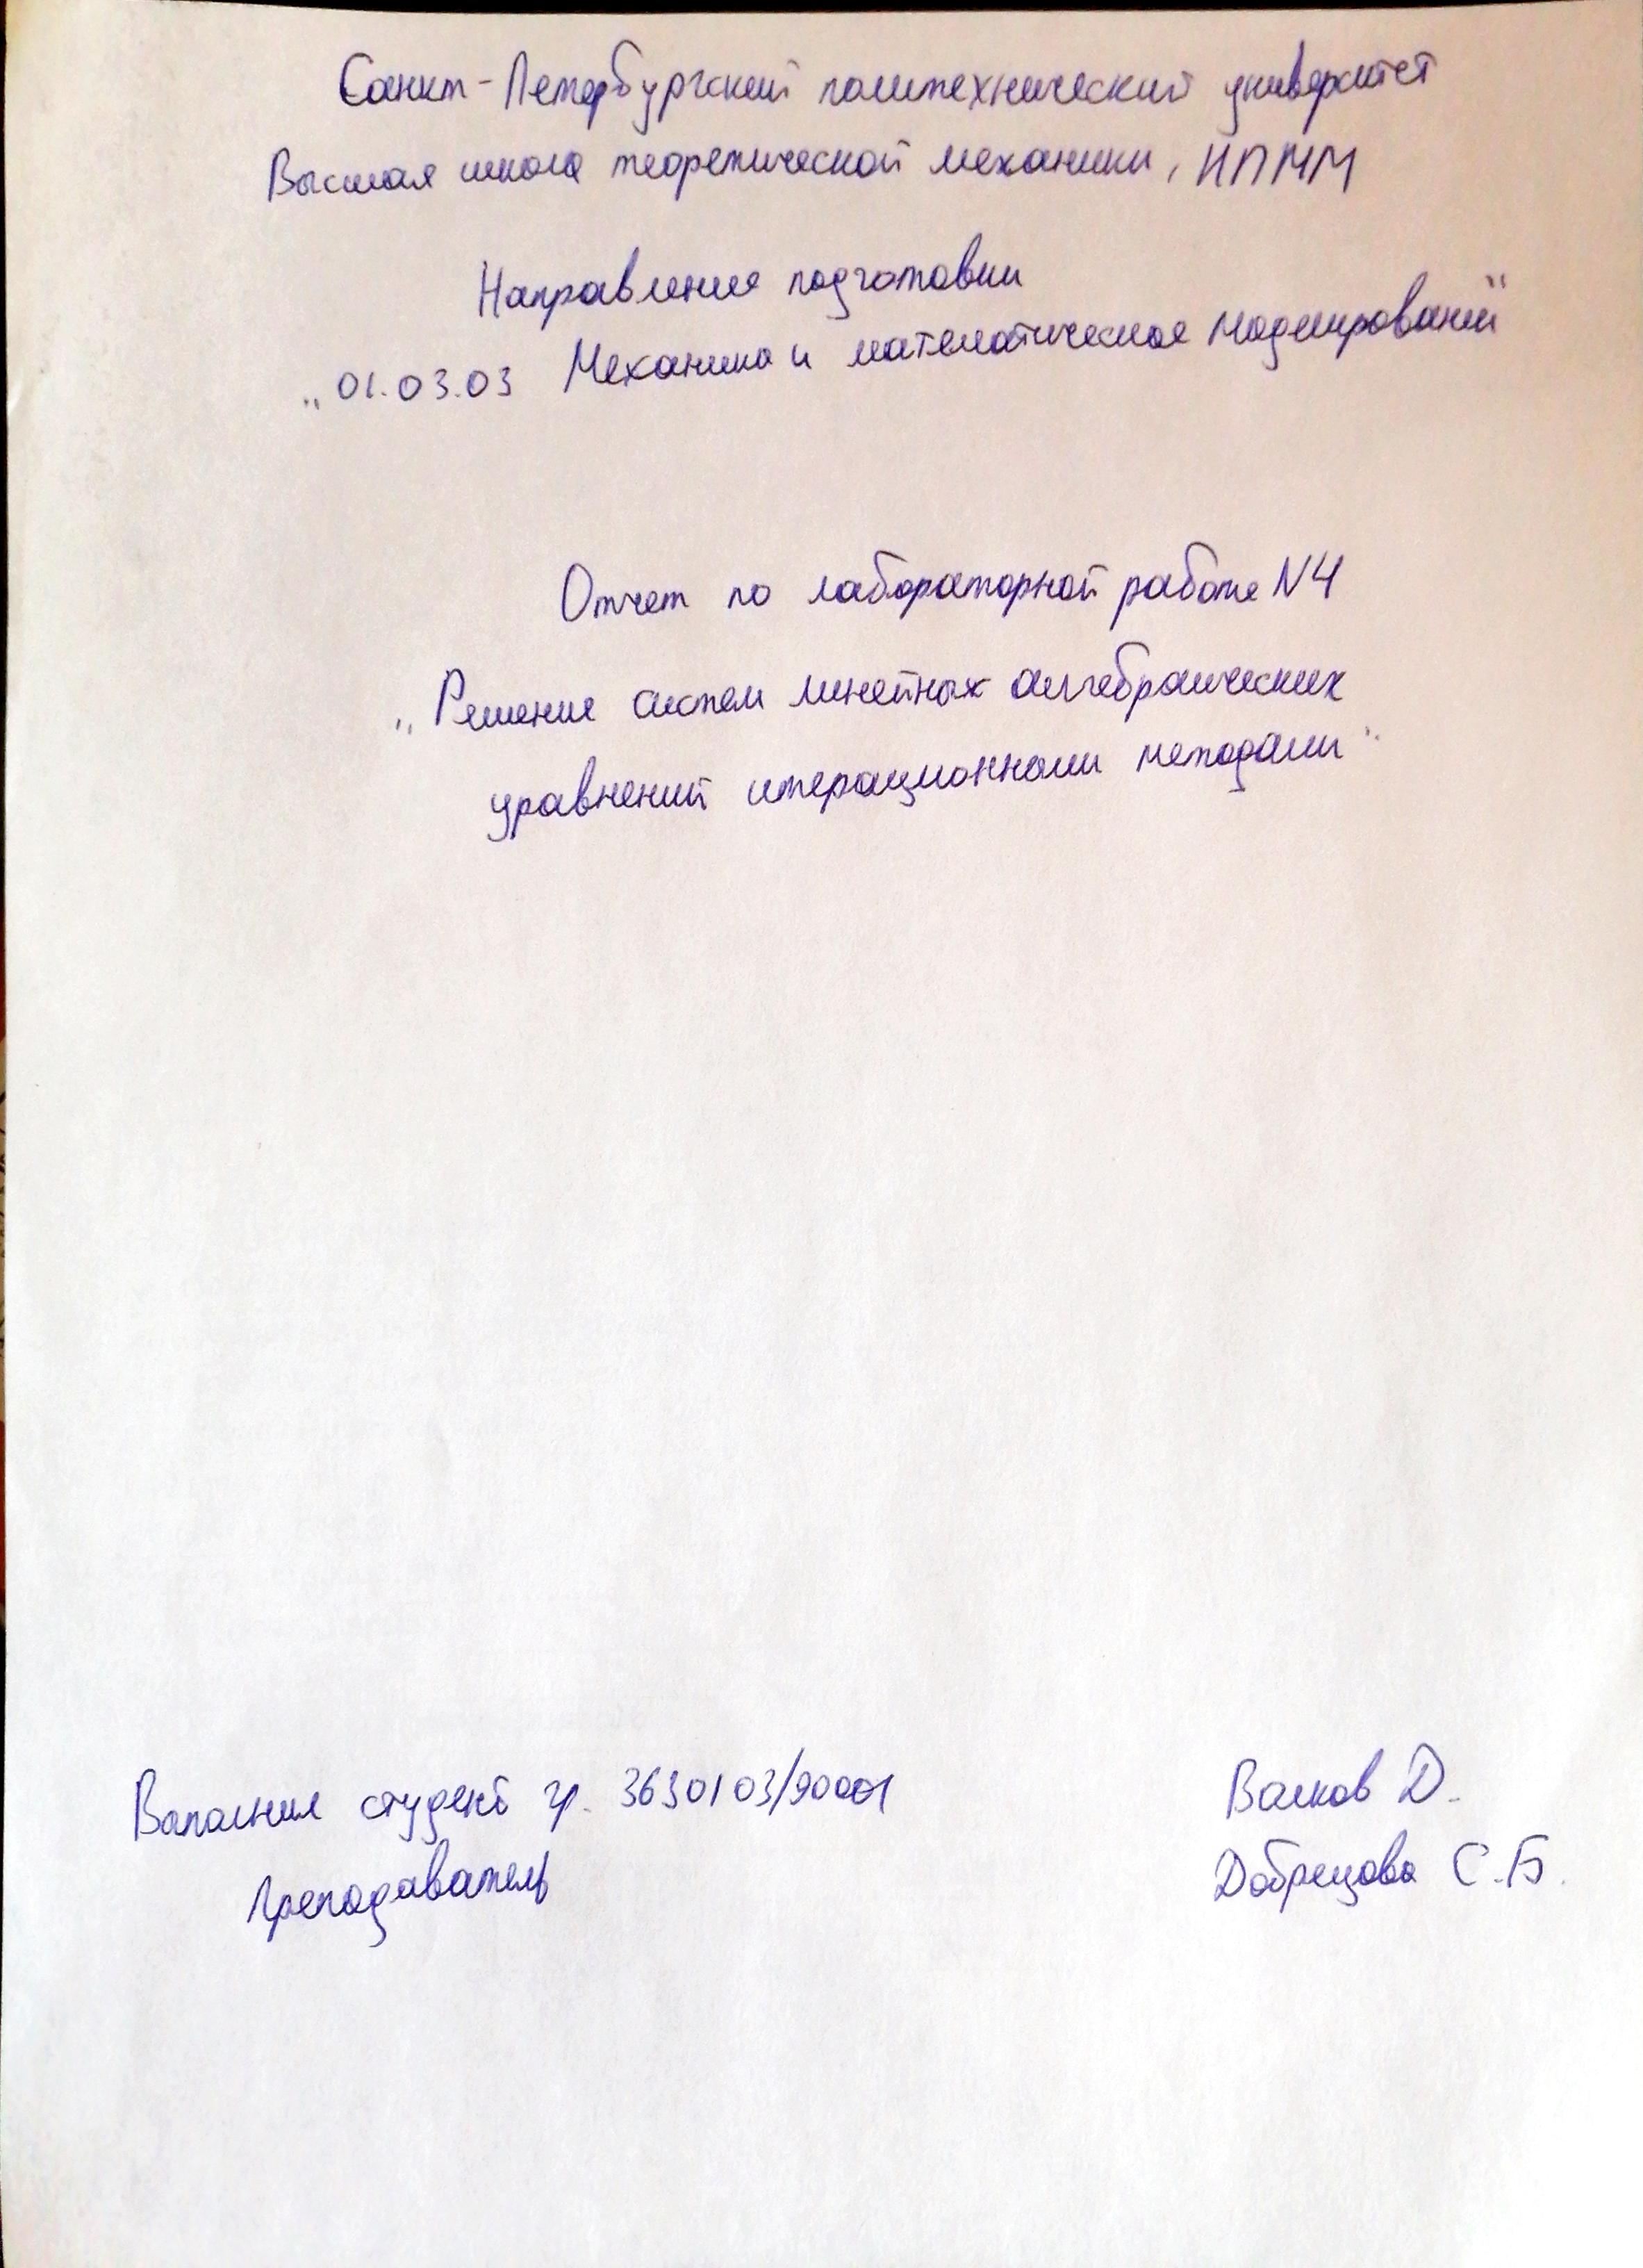 Санкт-Петербургский политехнический университет
Высшая школа теоретической механики, ИПММ
Направление подготовки
„01.03.03 Механика и математическое моделирование"
Отчет по лабораторной работе N4
„Решение систем линейных алгебраических
уравнений итерационными методами"
Выполнил студент гр. 3630103/90001 Волков Д.
Преподаватель Добрецова С.Б.